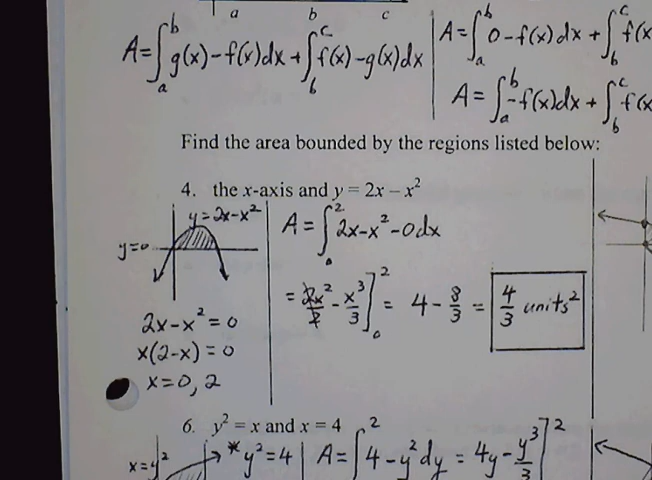 a b c
A = ∫_a^b g(x) - f(x) dx + ∫_b^c f(x) - g(x) dx
A = ∫_a^b 0 - f(x) dx + ∫_b^c f(x
A = ∫_a^b -f(x) dx + ∫_b^c f(x
Find the area bounded by the regions listed below:
4. the x-axis and y = 2x – x²
y = 2x - x²
y = 0
A = ∫_0^2 2x - x² - 0 dx
= 2x²/2 - x³/3 ]_0^2 = 4 - 8/3 = 4/3 units²
2x - x² = 0
x(2 - x) = 0
x = 0, 2
6. y² = x and x = 4
x = y²
* y² = 4
A = ∫^2 4 - y² dy = 4y - y³/3 ]^2